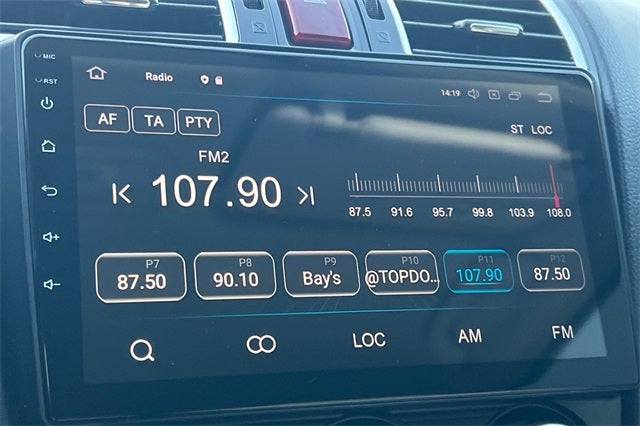 MIC
RST
Radio
14:19
AF TA PTY
ST LOC
FM2
107.90
87.5 91.6 95.7 99.8 103.9 108.0
P7 P8 P9 P10 P11 P12
87.50 90.10 Bay's @TOPDO... 107.90 87.50
LOC AM FM